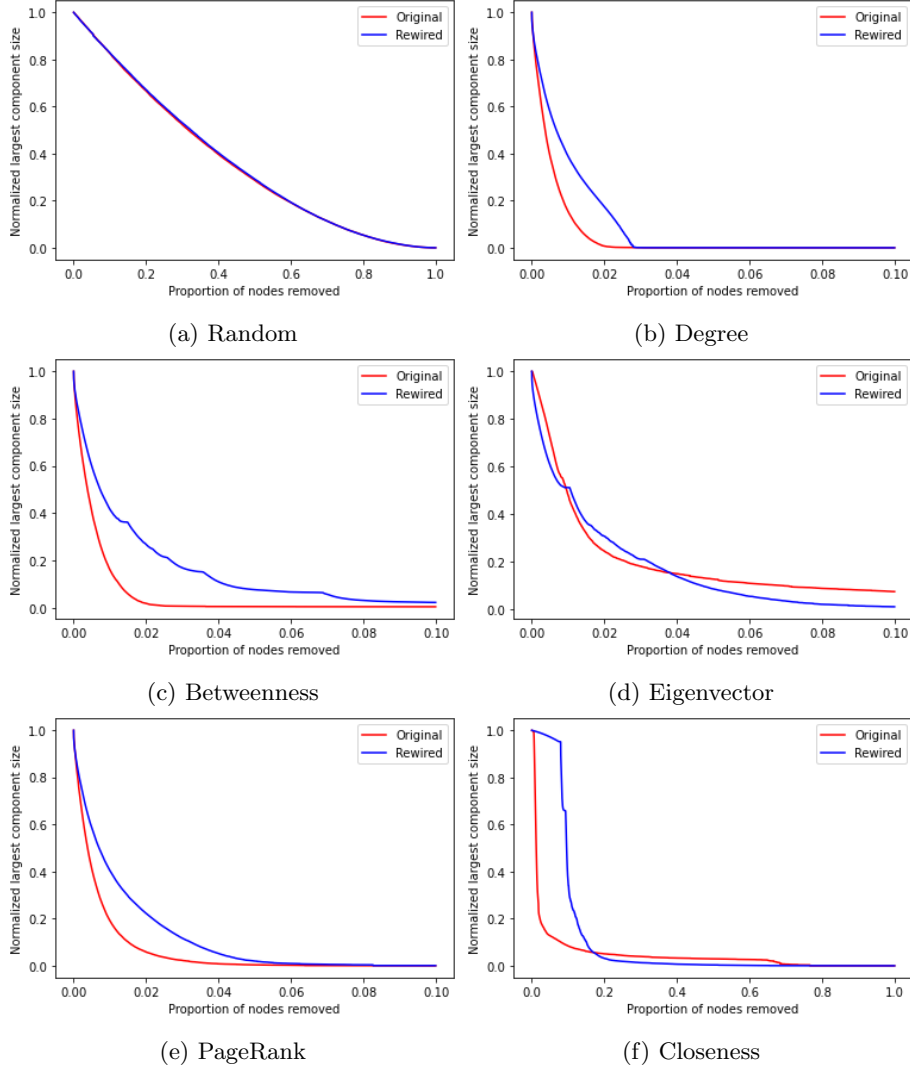 Normalized largest component size
1.0
0.8
0.6
0.4
0.2
0.0
Original
Rewired
0.0 0.2 0.4 0.6 0.8 1.0
Proportion of nodes removed
(a) Random
Normalized largest component size
1.0
0.8
0.6
0.4
0.2
0.0
Original
Rewired
0.00 0.02 0.04 0.06 0.08 0.10
Proportion of nodes removed
(b) Degree
Normalized largest component size
1.0
0.8
0.6
0.4
0.2
0.0
Original
Rewired
0.00 0.02 0.04 0.06 0.08 0.10
Proportion of nodes removed
(c) Betweenness
Normalized largest component size
1.0
0.8
0.6
0.4
0.2
0.0
Original
Rewired
0.00 0.02 0.04 0.06 0.08 0.10
Proportion of nodes removed
(d) Eigenvector
Normalized largest component size
1.0
0.8
0.6
0.4
0.2
0.0
Original
Rewired
0.00 0.02 0.04 0.06 0.08 0.10
Proportion of nodes removed
(e) PageRank
Normalized largest component size
1.0
0.8
0.6
0.4
0.2
0.0
Original
Rewired
0.0 0.2 0.4 0.6 0.8 1.0
Proportion of nodes removed
(f) Closeness